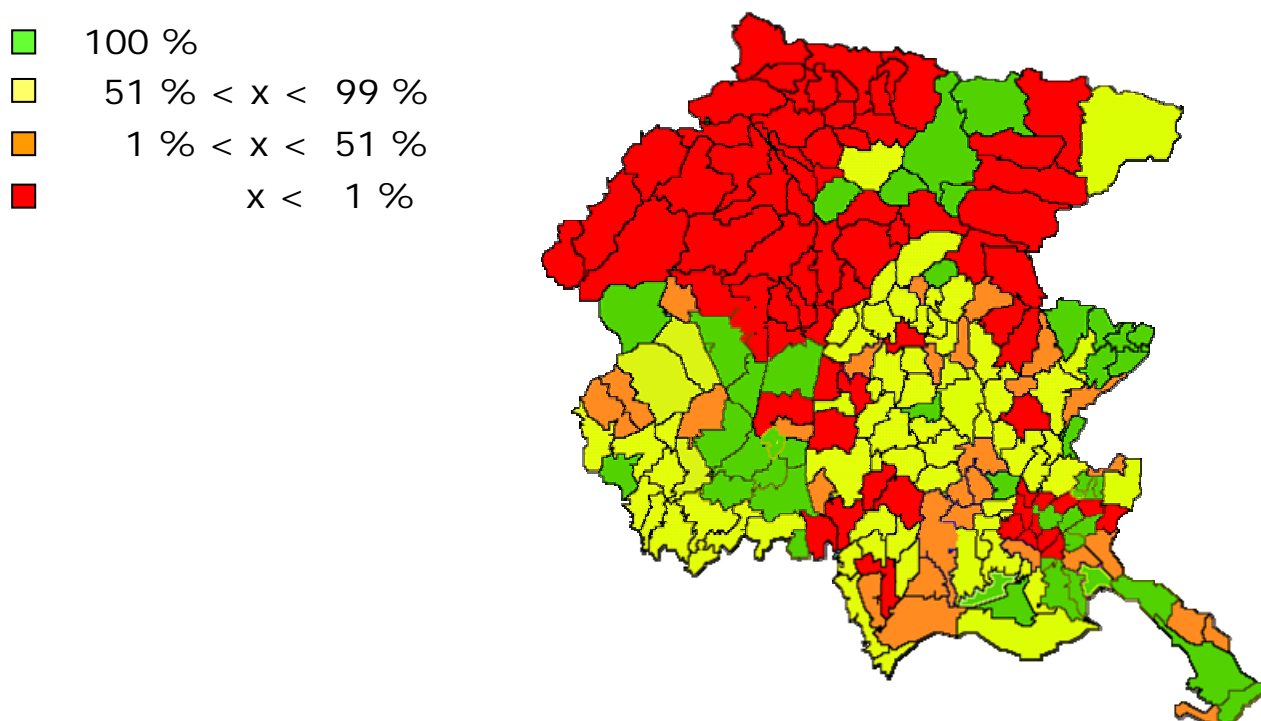 100 %
51 % < x < 99 %
1 % < x < 51 %
x < 1 %